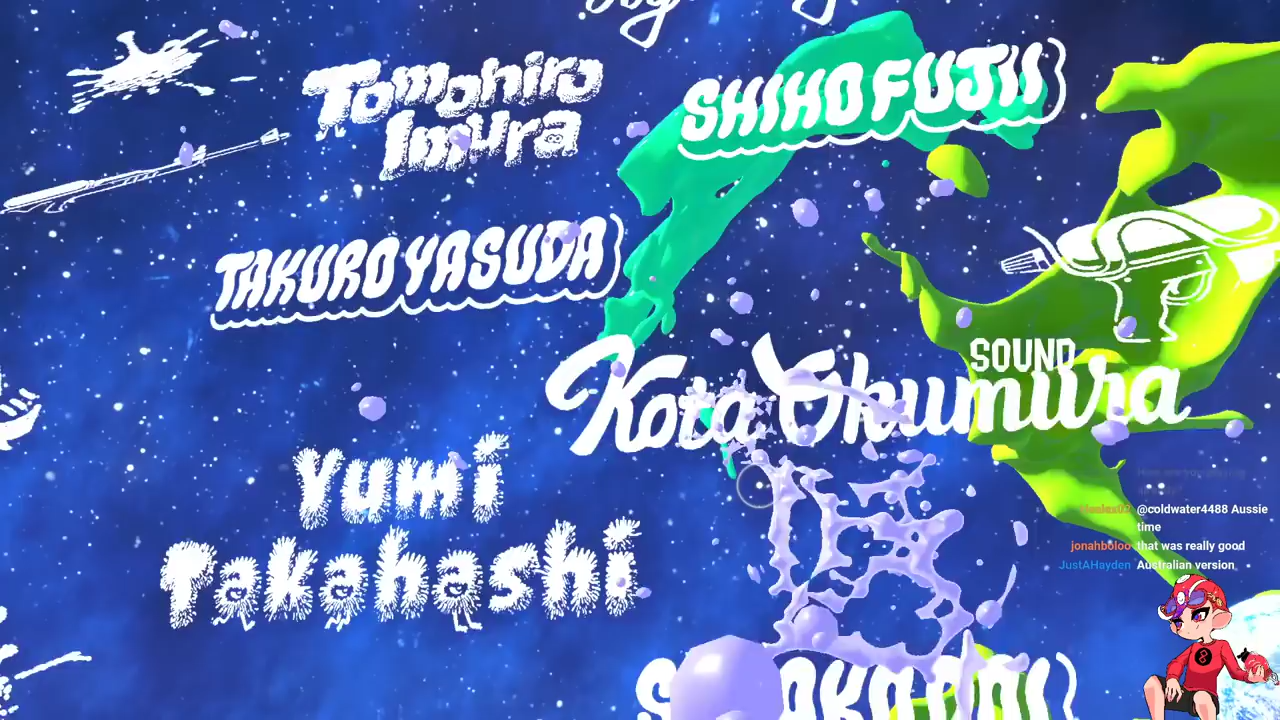 Tomohiro
Imura
SHIHO FUJII
TAKURO YASUDA
SOUND
Kota Okumura
Yumi
Takahashi
@coldwater4488 Aussie
time
jonahboloo that was really good
JustAHayden Australian version